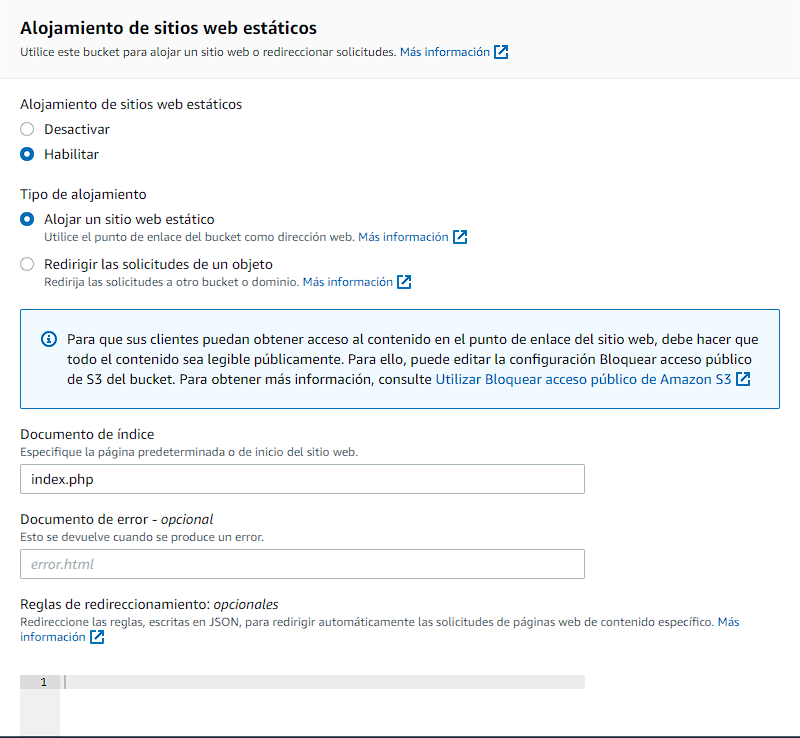 Alojamiento de sitios web estáticos
Utilice este bucket para alojar un sitio web o redireccionar solicitudes. Más información
Alojamiento de sitios web estáticos
Desactivar
Habilitar
Tipo de alojamiento
Alojar un sitio web estático
Utilice el punto de enlace del bucket como dirección web. Más información
Redirigir las solicitudes de un objeto
Redirija las solicitudes a otro bucket o dominio. Más información
Para que sus clientes puedan obtener acceso al contenido en el punto de enlace del sitio web, debe hacer que
todo el contenido sea legible públicamente. Para ello, puede editar la configuración Bloquear acceso público
de S3 del bucket. Para obtener más información, consulte Utilizar Bloquear acceso público de Amazon S3
Documento de índice
Especifique la página predeterminada o de inicio del sitio web.
index.php
Documento de error - opcional
Esto se devuelve cuando se produce un error.
error.html
Reglas de redireccionamiento: opcionales
Redireccione las reglas, escritas en JSON, para redirigir automáticamente las solicitudes de páginas web de contenido específico. Más
información
1